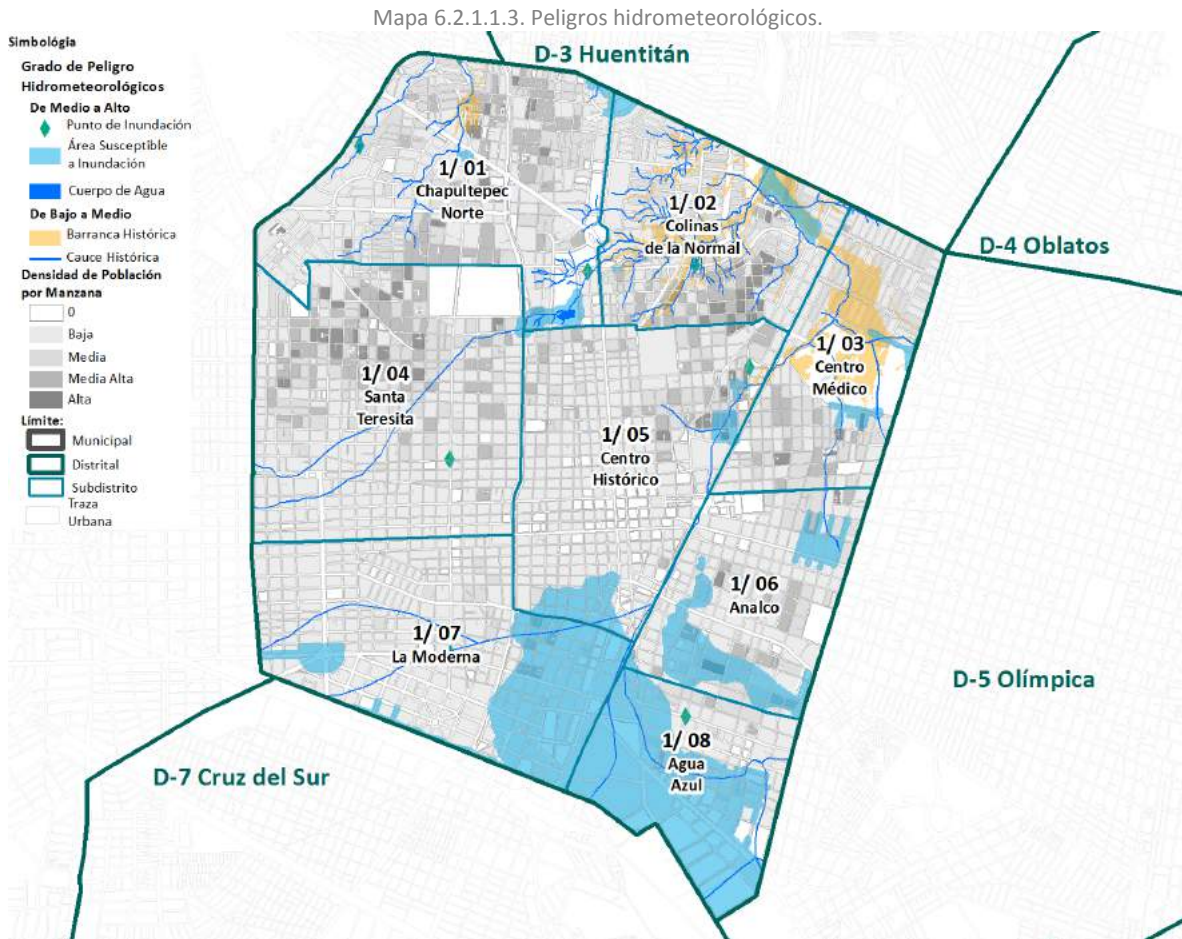 Mapa 6.2.1.1.3. Peligros hidrometeorológicos.
Simbológia
Grado de Peligro
Hidrometeorológicos
De Medio a Alto
Punto de Inundación
Área Susceptible
a Inundación
Cuerpo de Agua
De Bajo a Medio
Barranca Histórica
Cauce Histórica
Densidad de Población
por Manzana
0
Baja
Media
Media Alta
Alta
Límite:
Municipal
Distrital
Subdistrito
Traza
Urbana
D-3 Huentitán
1/ 01
Chapultepec
Norte
1/ 02
Colinas
de la Normal
D-4 Oblatos
1/ 03
Centro
Médico
1/ 04
Santa
Teresita
1/ 05
Centro
Histórico
1/ 06
Analco
1/ 07
La Moderna
D-5 Olímpica
1/ 08
Agua
Azul
D-7 Cruz del Sur